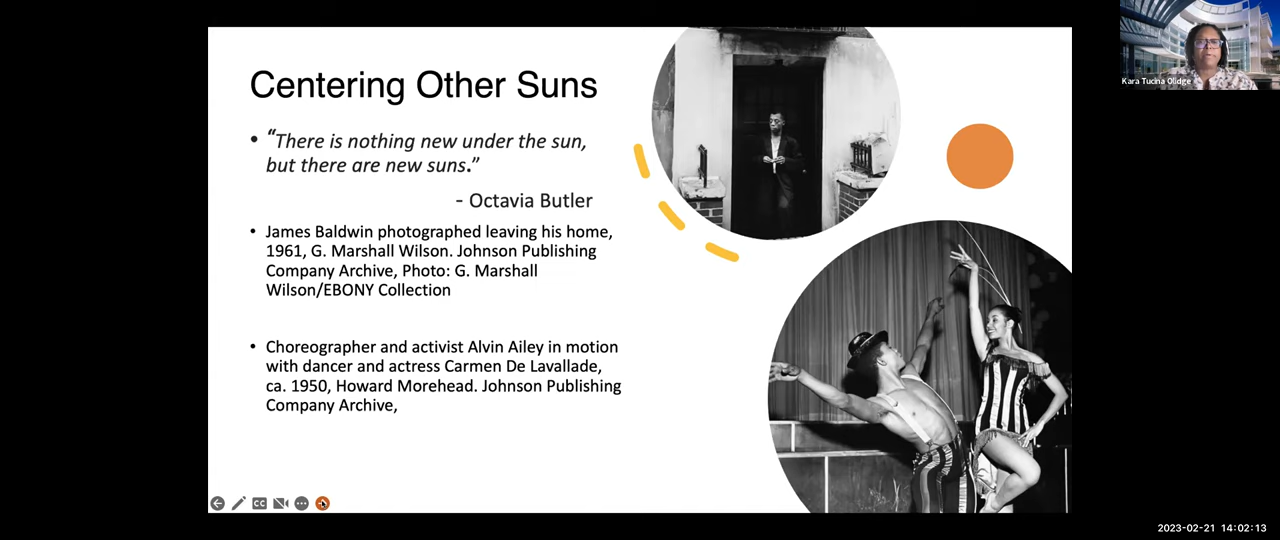 Centering Other Suns
• “There is nothing new under the sun,
but there are new suns.”
- Octavia Butler
• James Baldwin photographed leaving his home,
1961, G. Marshall Wilson. Johnson Publishing
Company Archive, Photo: G. Marshall
Wilson/EBONY Collection
• Choreographer and activist Alvin Ailey in motion
with dancer and actress Carmen De Lavallade,
ca. 1950, Howard Morehead. Johnson Publishing
Company Archive,
CC
Kara Tucina Olidge
2023-02-21 14:02:13